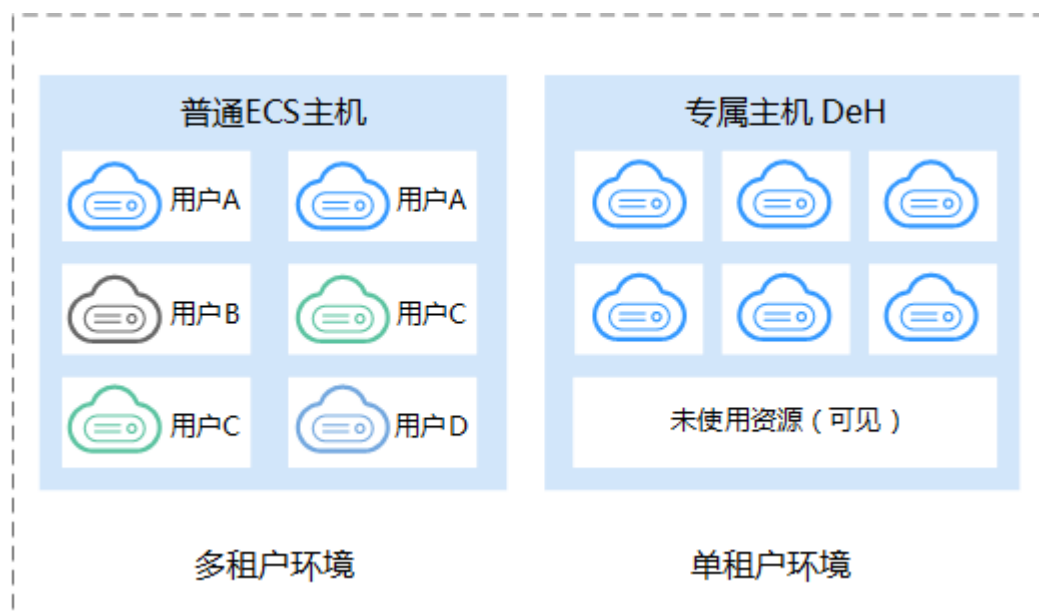 普通ECS主机
用户A
用户A
用户B
用户C
用户C
用户D
多租户环境
专属主机 DeH
未使用资源（可见）
单租户环境